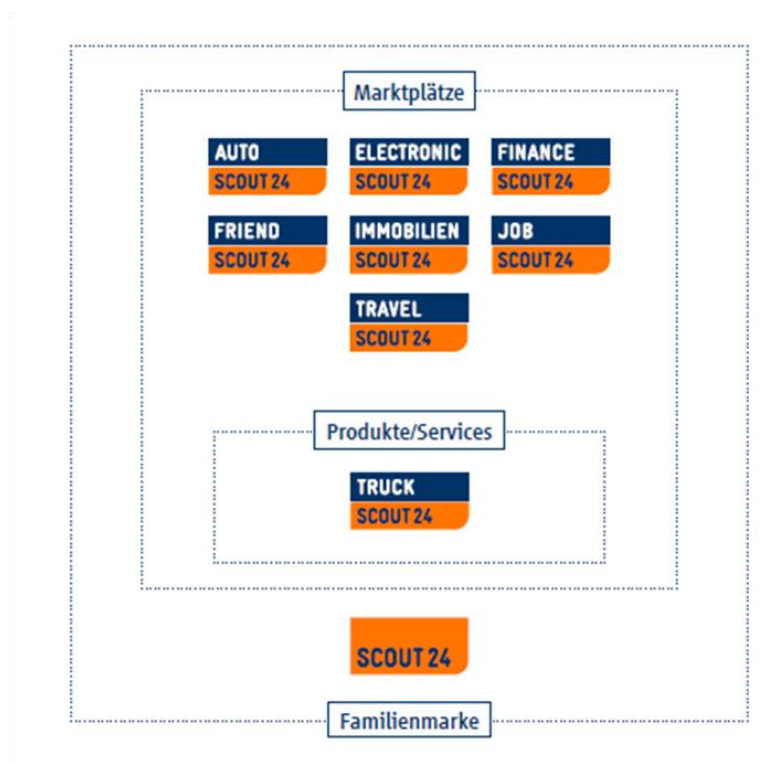 Marktplätze
AUTO
SCOUT 24
ELECTRONIC
SCOUT 24
FINANCE
SCOUT 24
FRIEND
SCOUT 24
IMMOBILIEN
SCOUT 24
JOB
SCOUT 24
TRAVEL
SCOUT 24
Produkte/Services
TRUCK
SCOUT 24
SCOUT 24
Familienmarke